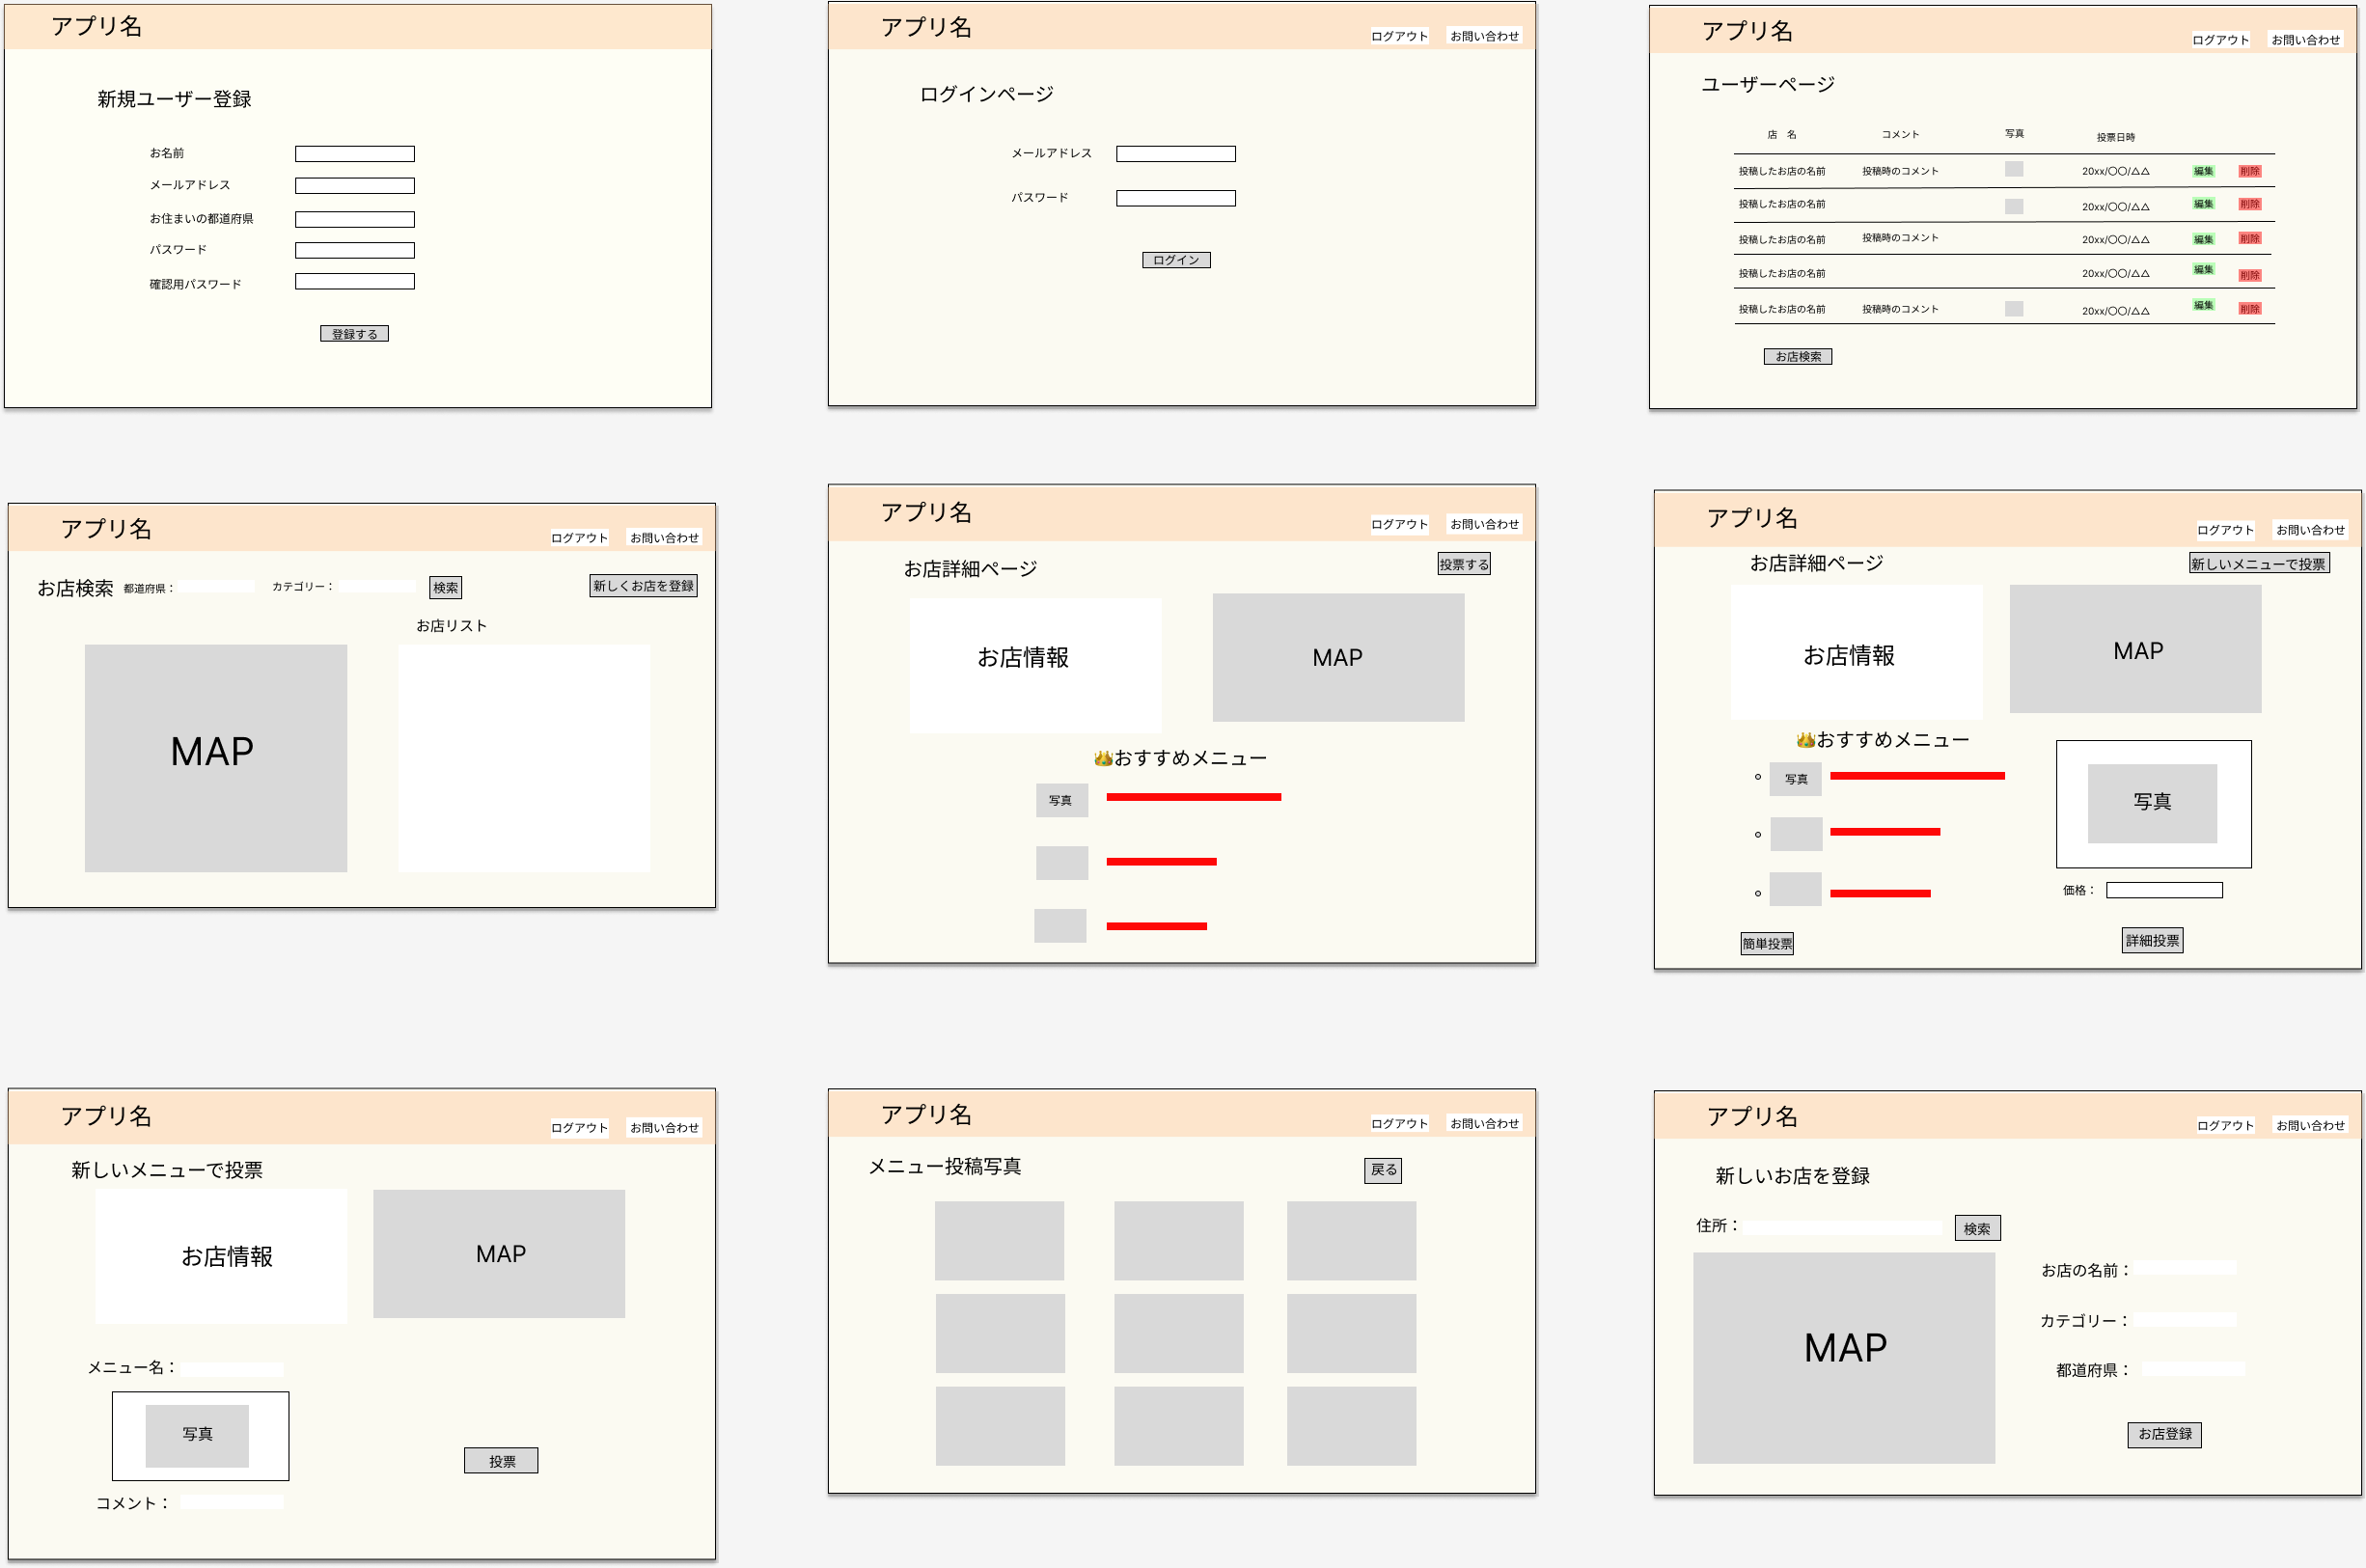 アプリ名
新規ユーザー登録
お名前
メールアドレス
お住まいの都道府県
パスワード
確認用パスワード
登録する
アプリ名
ログアウト お問い合わせ
ログインページ
メールアドレス
パスワード
ログイン
アプリ名
ログアウト お問い合わせ
ユーザーページ
店　名 コメント 写真 投票日時
投稿したお店の名前 投稿時のコメント 20xx/〇〇/△△ 編集 削除
投稿したお店の名前 20xx/〇〇/△△ 編集 削除
投稿したお店の名前 投稿時のコメント 20xx/〇〇/△△ 編集 削除
投稿したお店の名前 20xx/〇〇/△△ 編集 削除
投稿したお店の名前 投稿時のコメント 20xx/〇〇/△△ 編集 削除
お店検索
アプリ名
ログアウト お問い合わせ
お店検索 都道府県： カテゴリー： 検索 新しくお店を登録
お店リスト
MAP
アプリ名
ログアウト お問い合わせ
お店詳細ページ 投票する
お店情報 MAP
👑おすすめメニュー
写真
アプリ名
ログアウト お問い合わせ
お店詳細ページ 新しいメニューで投票
お店情報 MAP
👑おすすめメニュー
写真
写真
価格：
簡単投票 詳細投票
アプリ名
ログアウト お問い合わせ
新しいメニューで投票
お店情報 MAP
メニュー名：
写真
投票
コメント：
アプリ名
ログアウト お問い合わせ
メニュー投稿写真 戻る
アプリ名
ログアウト お問い合わせ
新しいお店を登録
住所： 検索
お店の名前：
カテゴリー：
MAP
都道府県：
お店登録